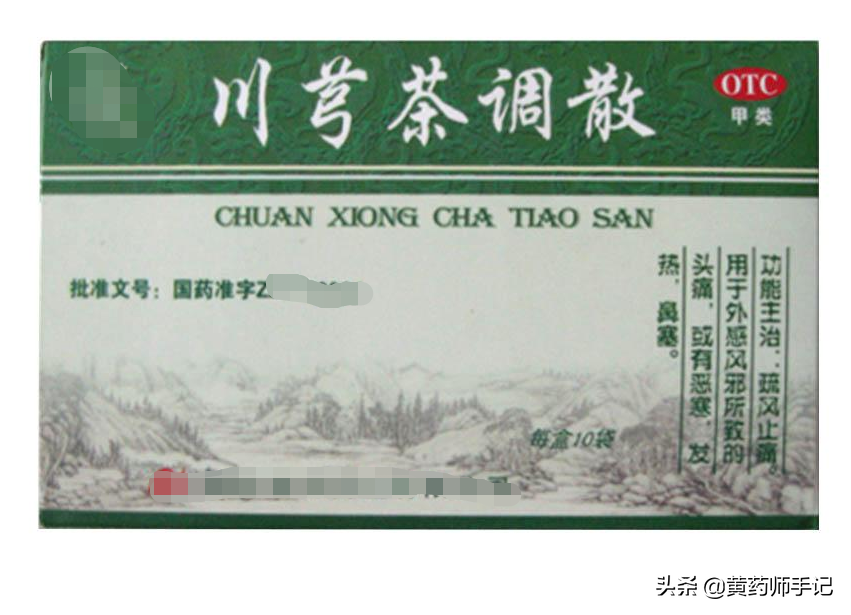 川芎茶调散
OTC
甲类
CHUAN XIONG CHA TIAO SAN
批准文号：国药准字Z
功能主治：疏风止痛。
用于外感风邪所致的
头痛，或有恶寒、发
热、鼻塞。
每盒10袋
头条 @黄药师手记